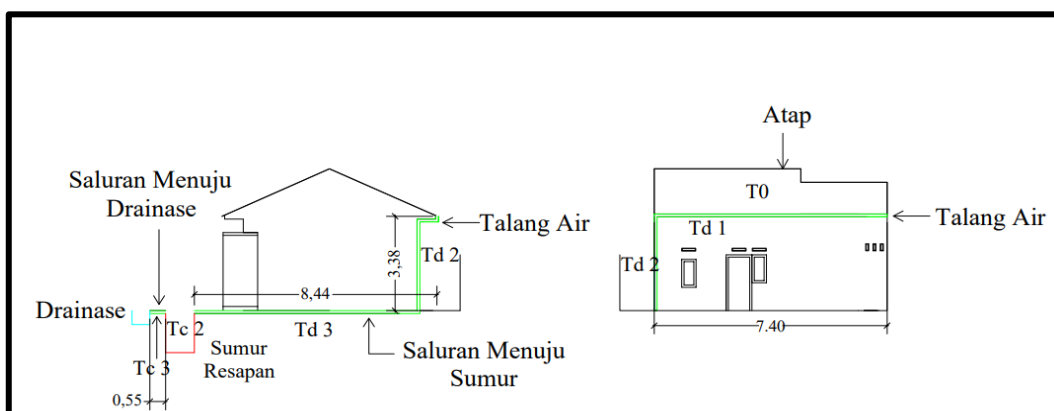 Atap
Saluran Menuju
Drainase
T0
Talang Air
Talang Air
Td 1
Td 2
3,38
Td 2
8,44
Drainase
Tc 2
Td 3
7.40
Sumur
Resapan
Saluran Menuju
Sumur
Tc 3
0,55